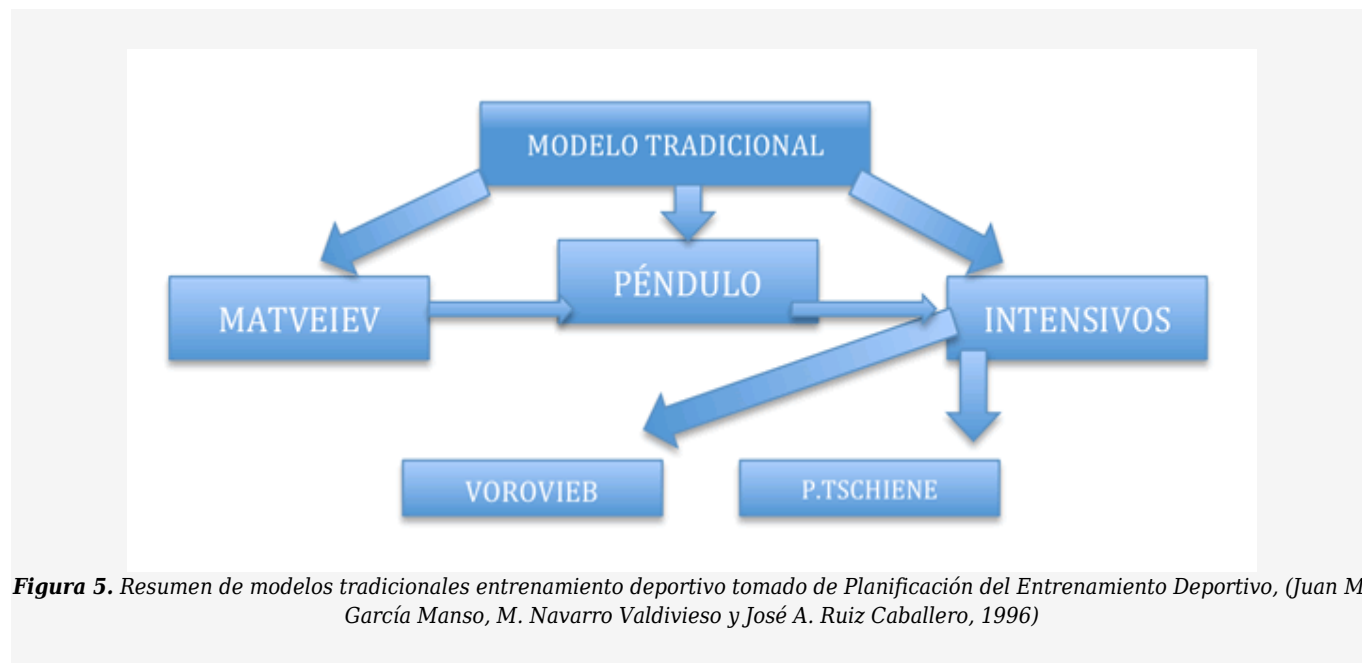 MODELO TRADICIONAL
PÉNDULO
MATVEIEV
INTENSIVOS
VOROVIEB
P.TSCHIENE
Figura 5. Resumen de modelos tradicionales entrenamiento deportivo tomado de Planificación del Entrenamiento Deportivo, (Juan M
García Manso, M. Navarro Valdivieso y José A. Ruiz Caballero, 1996)